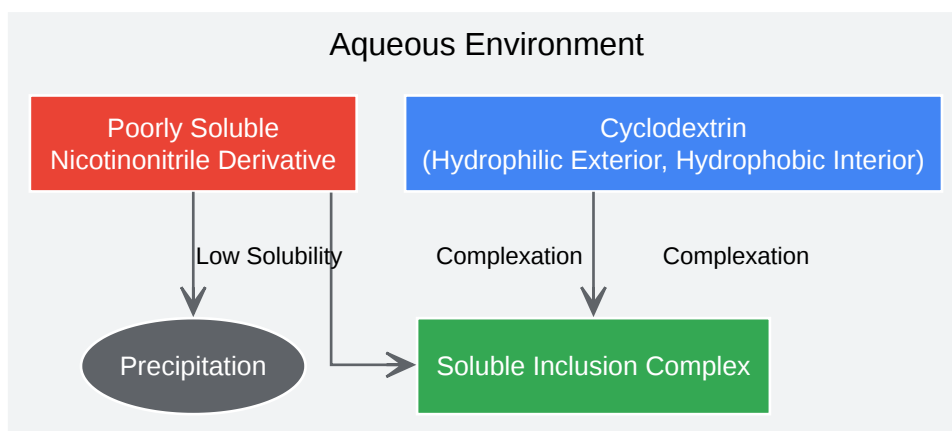 Aqueous Environment
Poorly Soluble
Nicotinonitrile Derivative
Cyclodextrin
(Hydrophilic Exterior, Hydrophobic Interior)
Low Solubility
Complexation
Complexation
Precipitation
Soluble Inclusion Complex